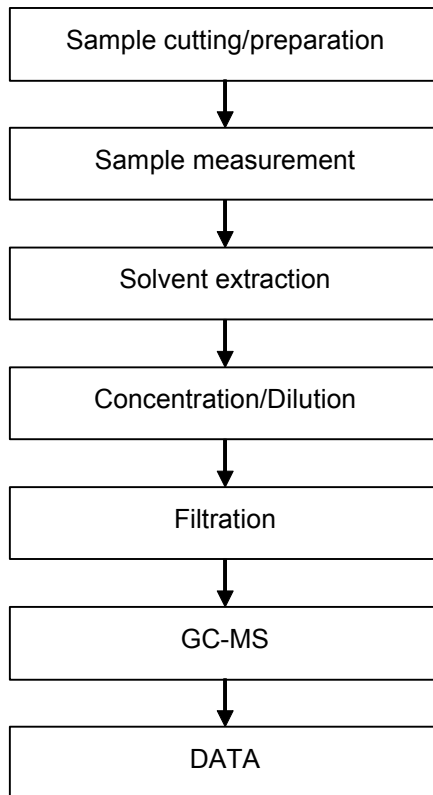 Sample cutting/preparation
Sample measurement
Solvent extraction
Concentration/Dilution
Filtration
GC-MS
DATA